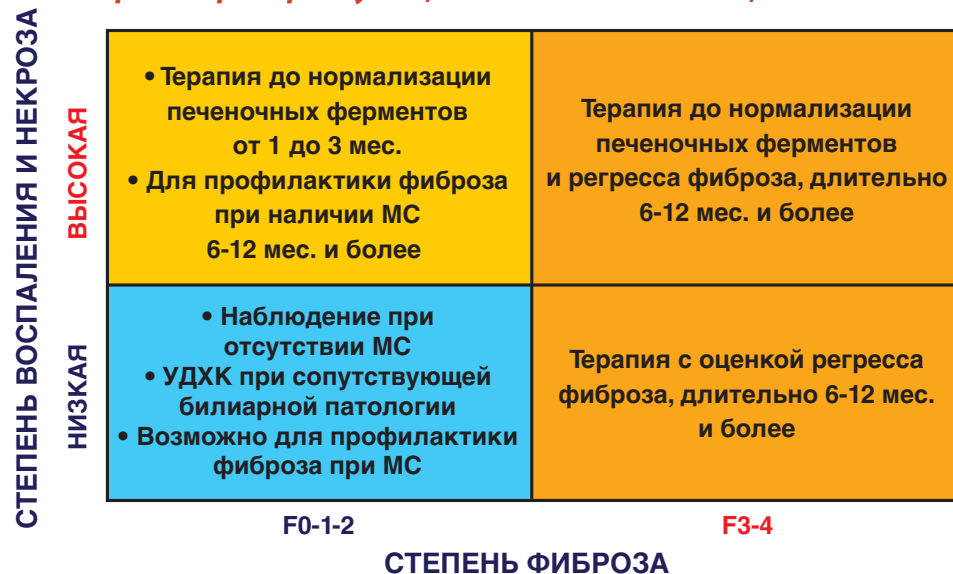 СТЕПЕНЬ ВОСПАЛЕНИЯ И НЕКРОЗА
ВЫСОКАЯ
• Терапия до нормализации
печеночных ферментов
от 1 до 3 мес.
• Для профилактики фиброза
при наличии МС
6-12 мес. и более
Терапия до нормализации
печеночных ферментов
и регресса фиброза, длительно
6-12 мес. и более
НИЗКАЯ
• Наблюдение при
отсутствии МС
• УДХК при сопутствующей
билиарной патологии
• Возможно для профилактики
фиброза при МС
Терапия с оценкой регресса
фиброза, длительно 6-12 мес.
и более
F0-1-2
F3-4
СТЕПЕНЬ ФИБРОЗА